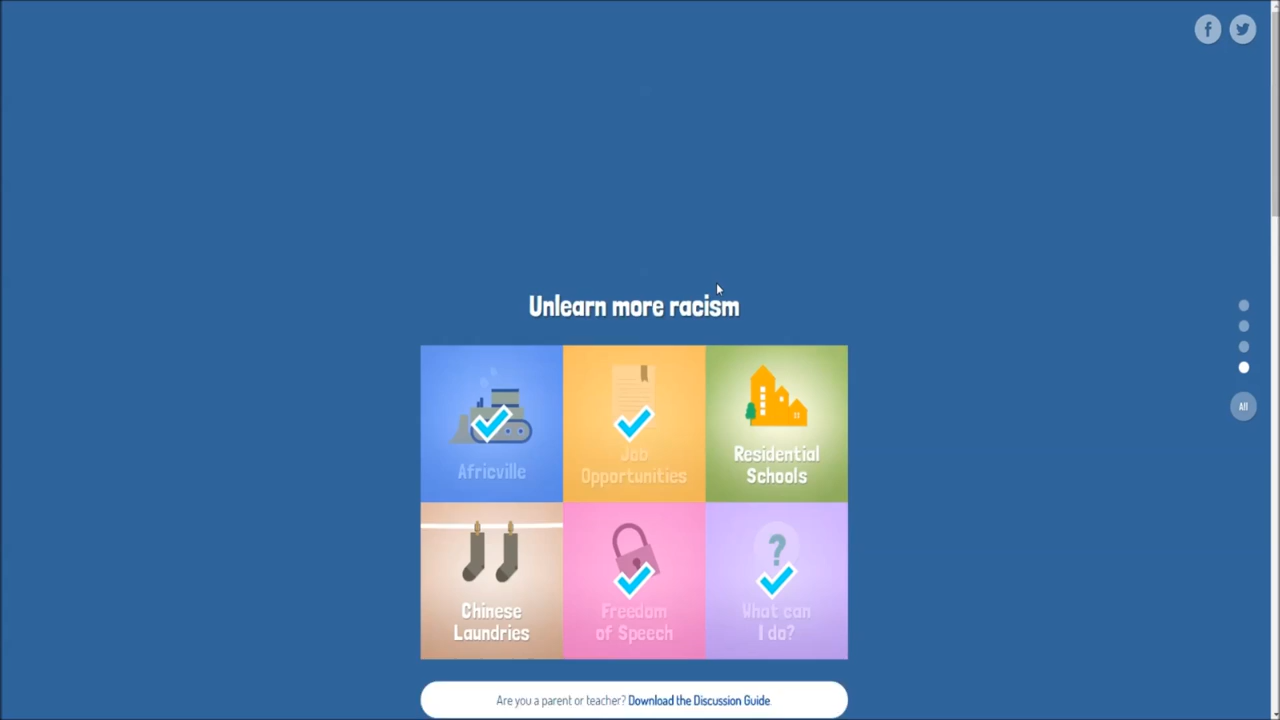 Unlearn more racism
Africville
Job
Opportunities
Residential
Schools
Chinese
Laundries
Freedom
of Speech
?
What can
I do?
All
Are you a parent or teacher? Download the Discussion Guide.